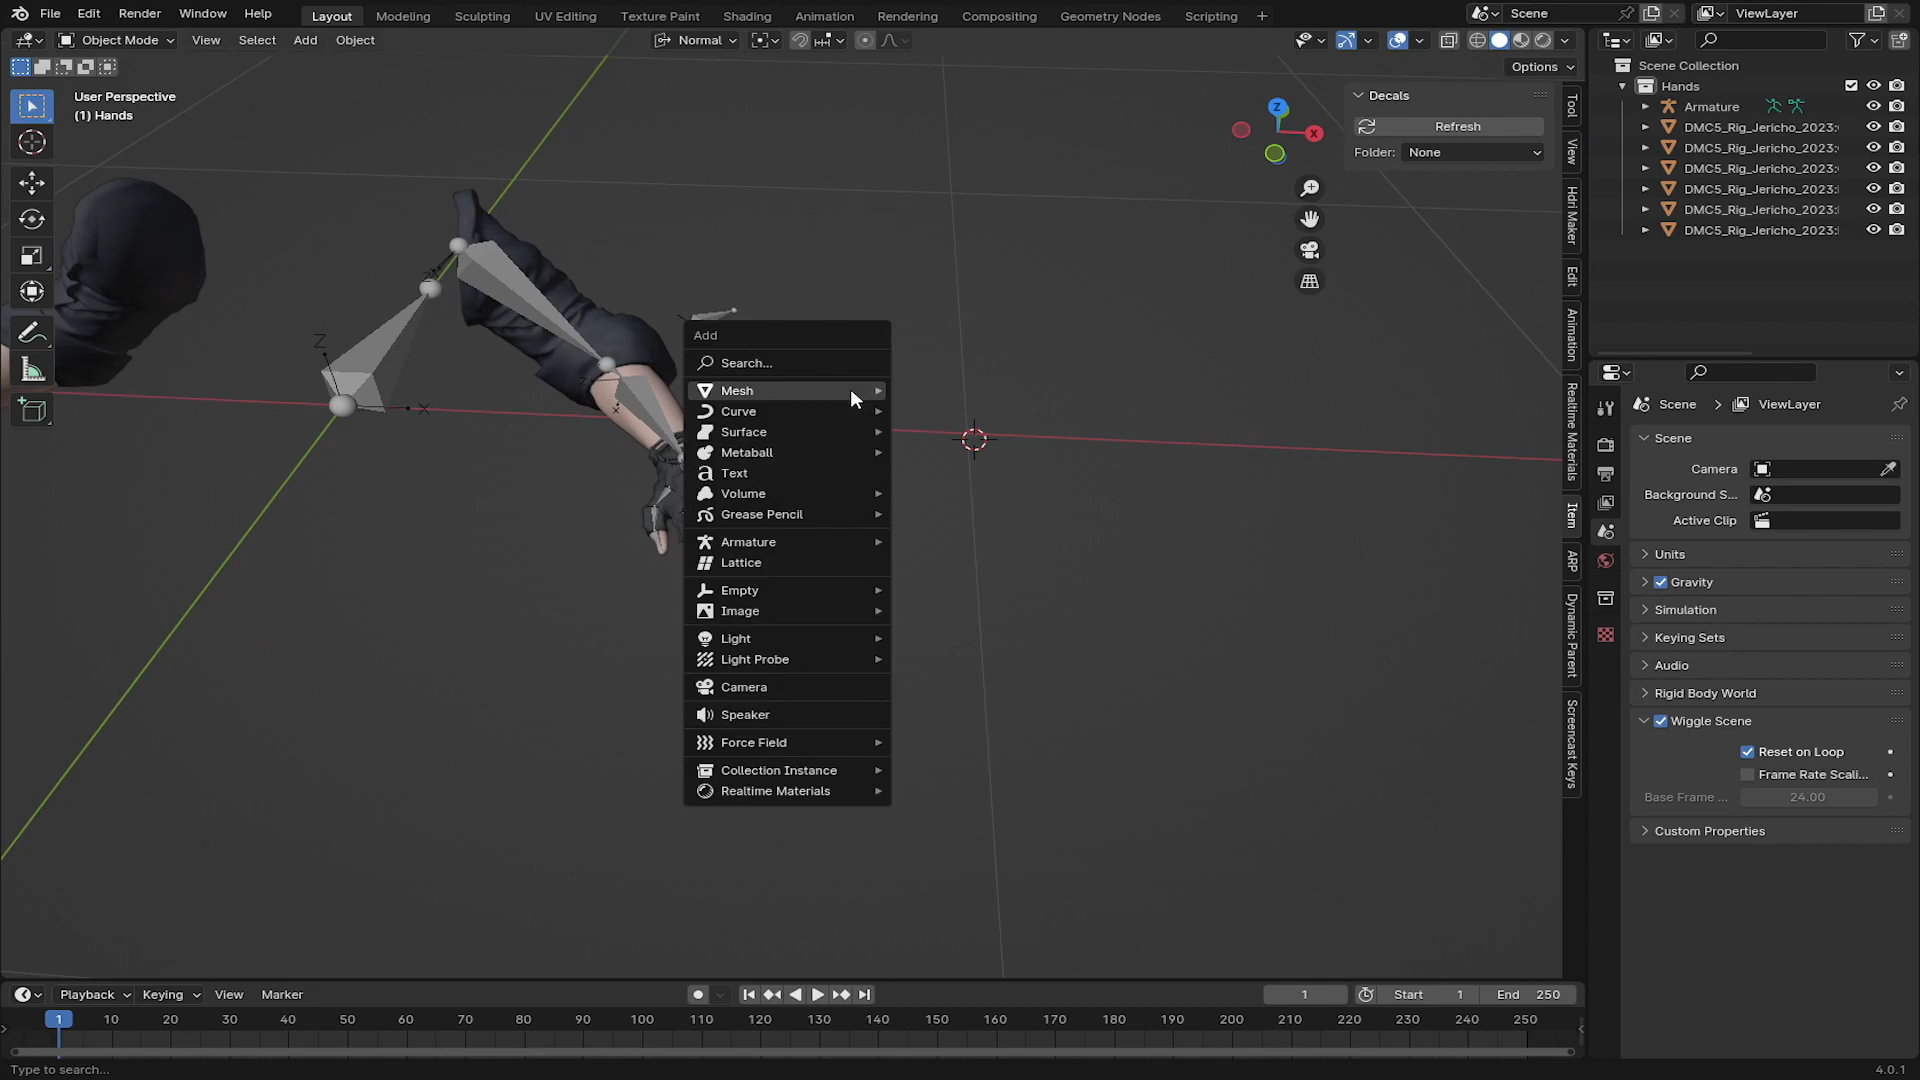 File Edit Render Window Help Layout Modeling Sculpting UV Editing Texture Paint Shading Animation Rendering Compositing Geometry Nodes Scripting + Scene ViewLayer
Object Mode View Select Add Object Normal
Options
User Perspective
(1) Hands
Z
X
Z
X
Decals
Refresh
Folder: None
Tool
View
Hdri Maker
Edit
Animation
Realtime Materials
Item
ARP
Dynamic Parent
Screencast Keys
Add
Search...
Mesh
Curve
Surface
Metaball
Text
Volume
Grease Pencil
Armature
Lattice
Empty
Image
Light
Light Probe
Camera
Speaker
Force Field
Collection Instance
Realtime Materials
Scene Collection
Hands
Armature
DMC5_Rig_Jericho_2023:
DMC5_Rig_Jericho_2023:
DMC5_Rig_Jericho_2023:
DMC5_Rig_Jericho_2023:
DMC5_Rig_Jericho_2023:
DMC5_Rig_Jericho_2023:
Scene > ViewLayer
Scene
Camera
Background S...
Active Clip
Units
Gravity
Simulation
Keying Sets
Audio
Rigid Body World
Wiggle Scene
Reset on Loop
Frame Rate Scali...
Base Frame ... 24.00
Custom Properties
Playback Keying View Marker 1 Start 1 End 250
1 10 20 30 40 50 60 70 80 90 100 110 120 130 140 150 160 170 180 190 200 210 220 230 240 250
Type to search... 4.0.1